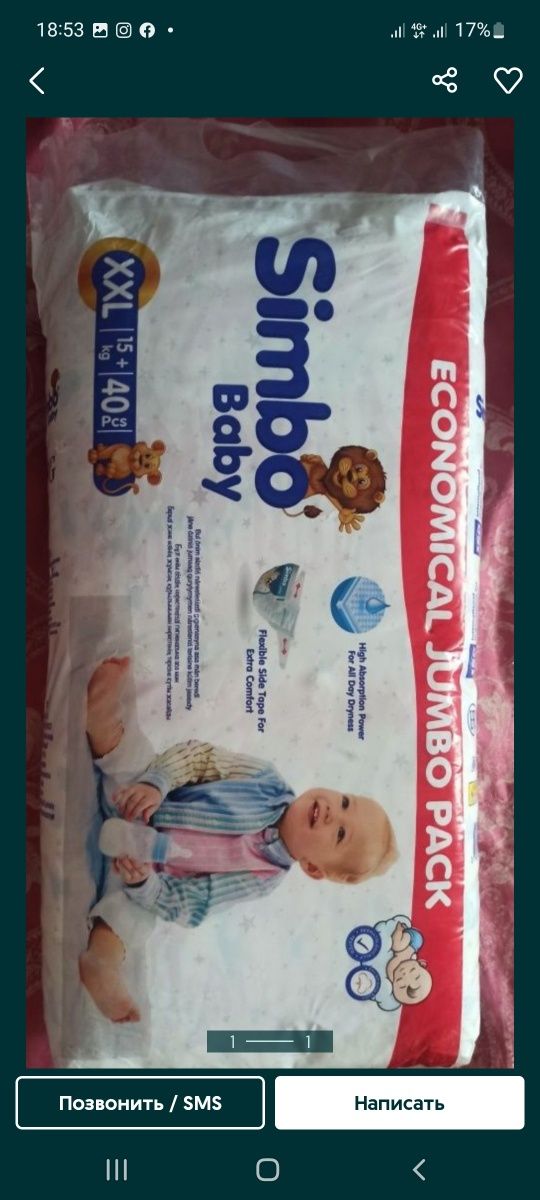 18:53
4G+
17%
ECONOMICAL JUMBO PACK
Simbo
Baby
XXL
15 +
kg
40
Pcs
High Absorption Power
For All Day Dryness
Flexible Side Tape For
Extra Comfort
1
1
Позвонить / SMS
Написать